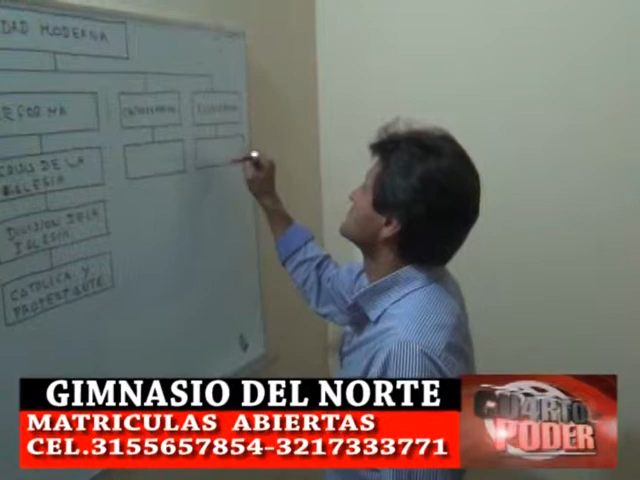 DAD MODERNA
REFORMA
CRISIS DE LA
IGLESIA
DIVISION DE LA
IGLESIA
CATOLICA Y
PROTESTANTE
GIMNASIO DEL NORTE
MATRICULAS ABIERTAS
CEL.3155657854-3217333771
CU4RTO
PODER